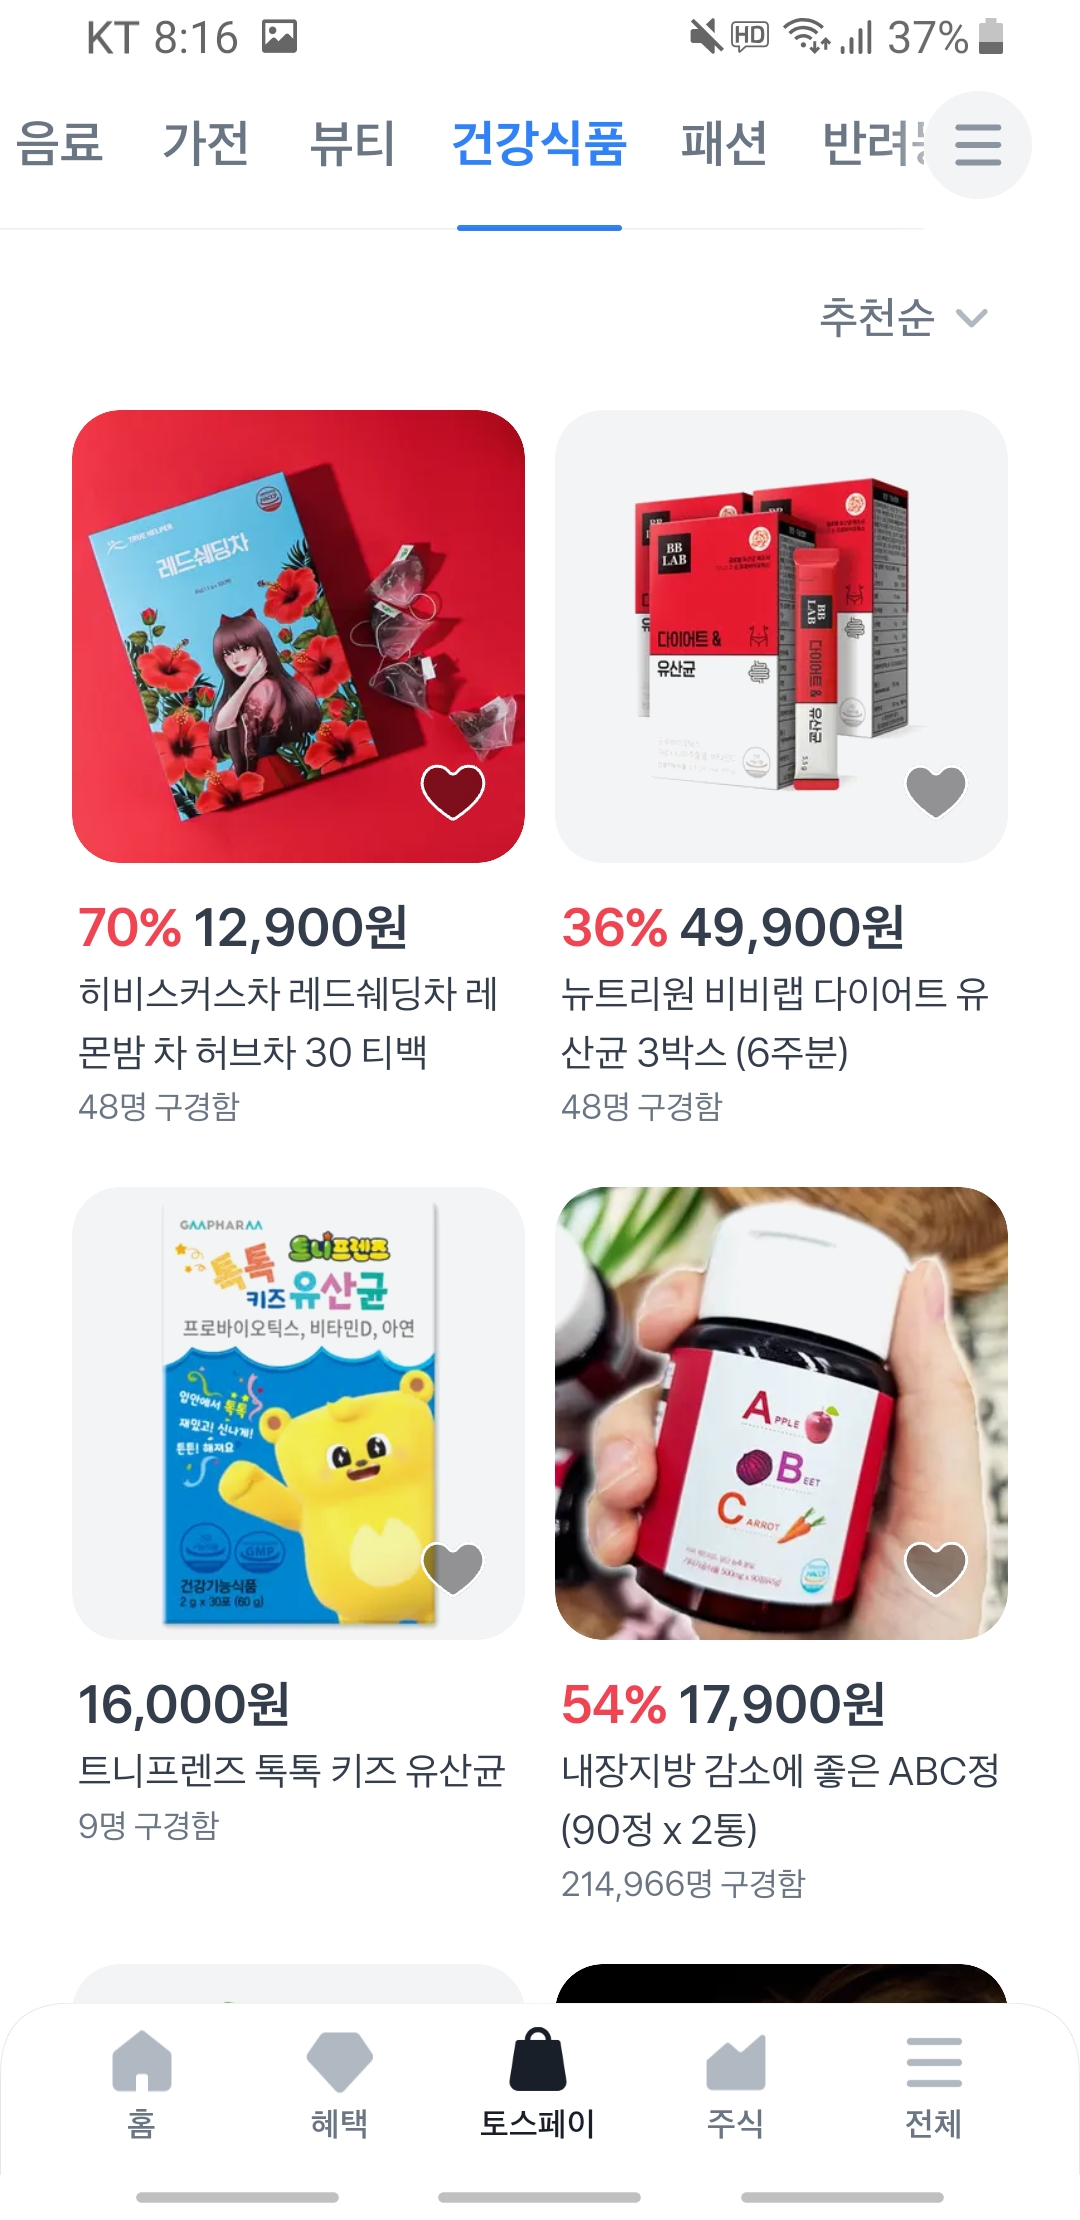 KT 8:16
HD
37%
음료 가전 뷰티 건강식품 패션 반려
추천순
TRUE HELPER
레드쉐딩차
BB
LAB
다이어트 &
유산균
BB
LAB
다이어트 &
유산균
70% 12,900원
36% 49,900원
히비스커스차 레드쉐딩차 레
몬밤 차 허브차 30 티백
48명 구경함
뉴트리원 비비랩 다이어트 유
산균 3박스 (6주분)
48명 구경함
GAAPHARAA
톡톡 트니프렌즈
키즈 유산균
프로바이오틱스, 비타민D, 아연
입안에서 톡톡
재밌고! 신나게!
튼튼! 해져요
GMP
건강기능식품
2 g x 30포 (60 g)
APPLE
BEET
CARROT
16,000원
54% 17,900원
트니프렌즈 톡톡 키즈 유산균
9명 구경함
내장지방 감소에 좋은 ABC정
(90정 x 2통)
214,966명 구경함
홈 혜택 토스페이 주식 전체